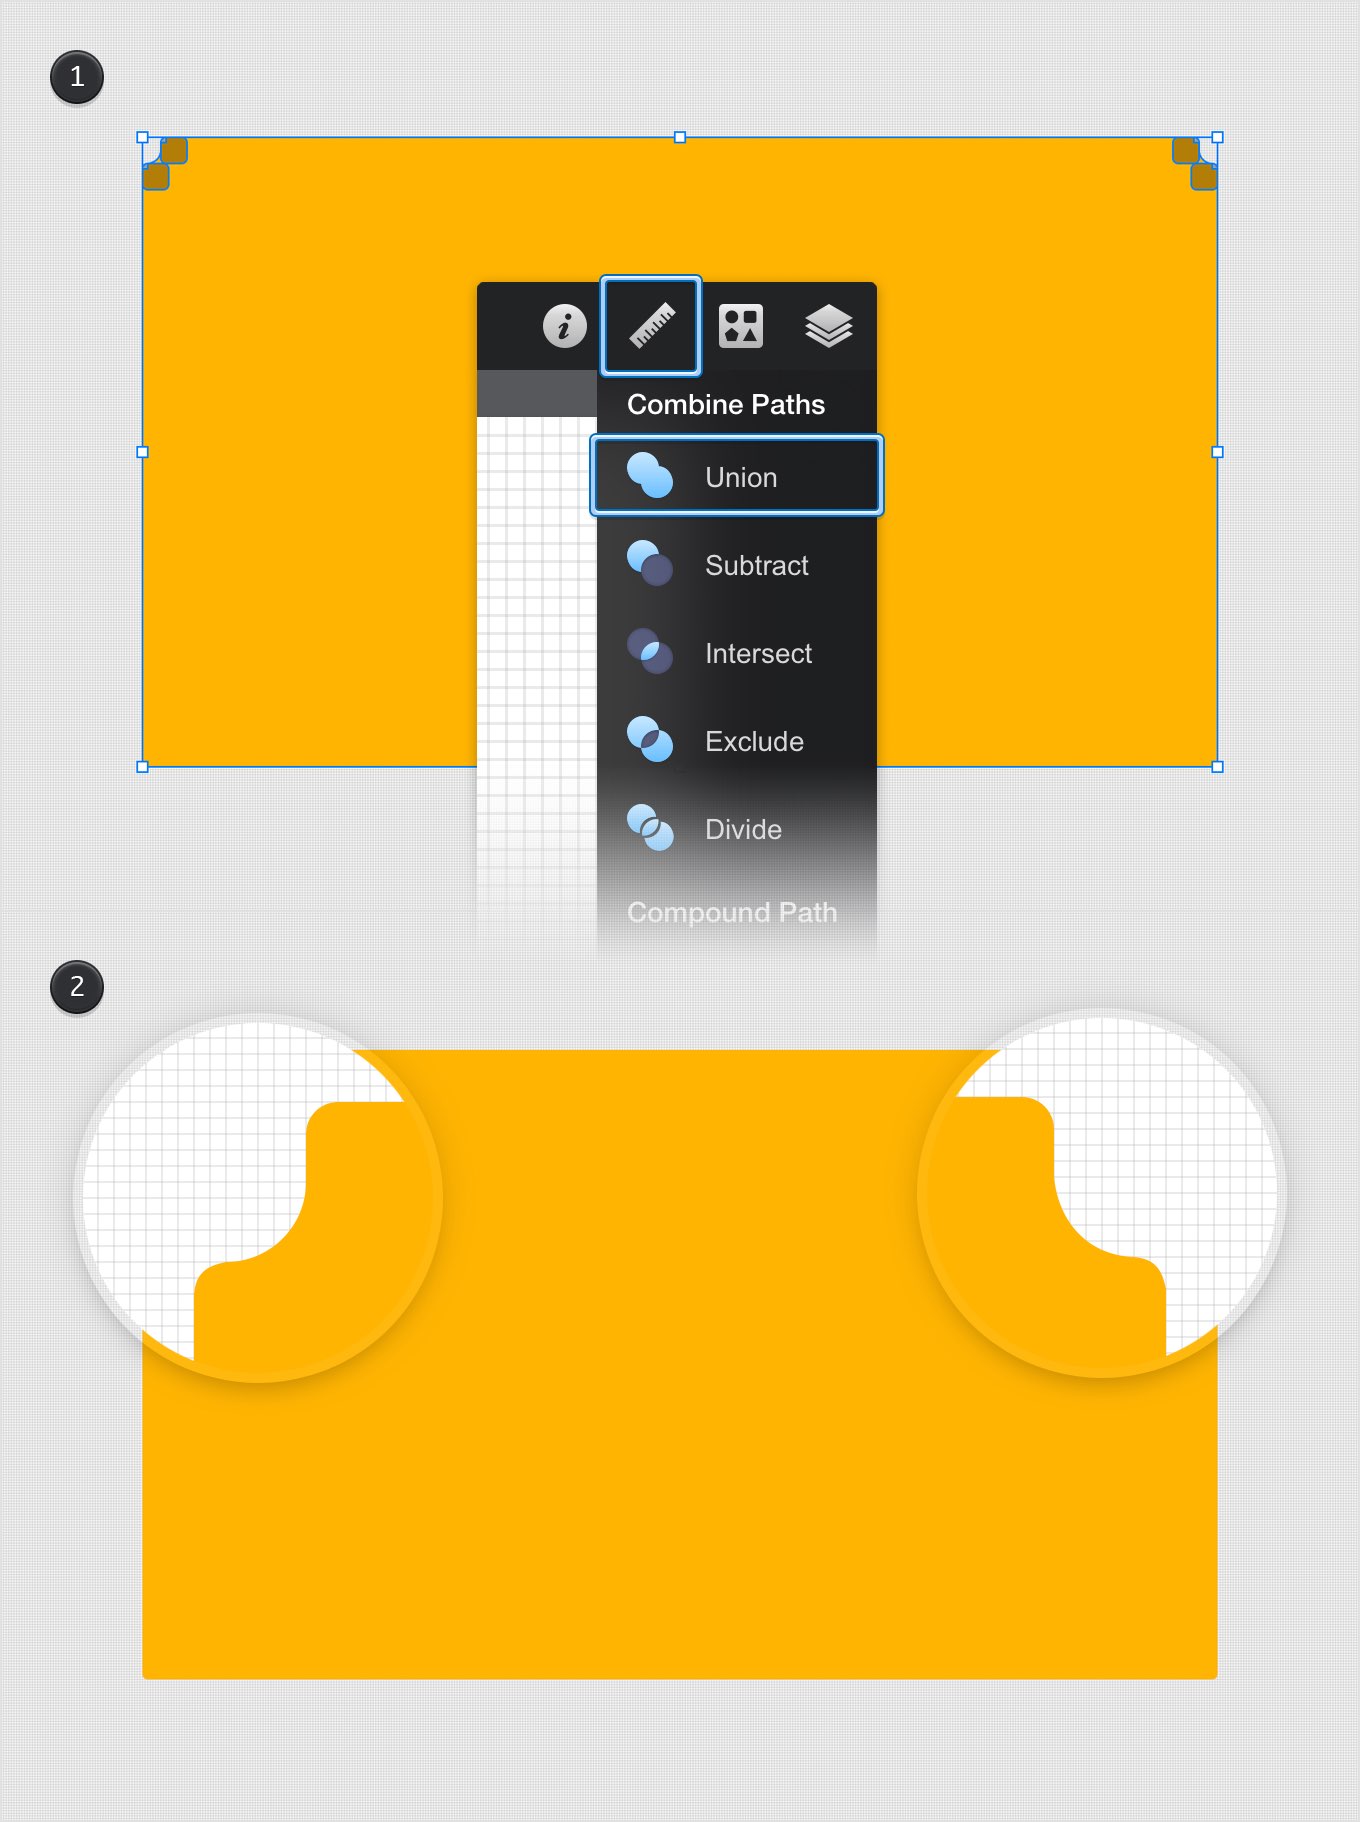 1
i
Combine Paths
Union
Subtract
Intersect
Exclude
Divide
Compound Path
2